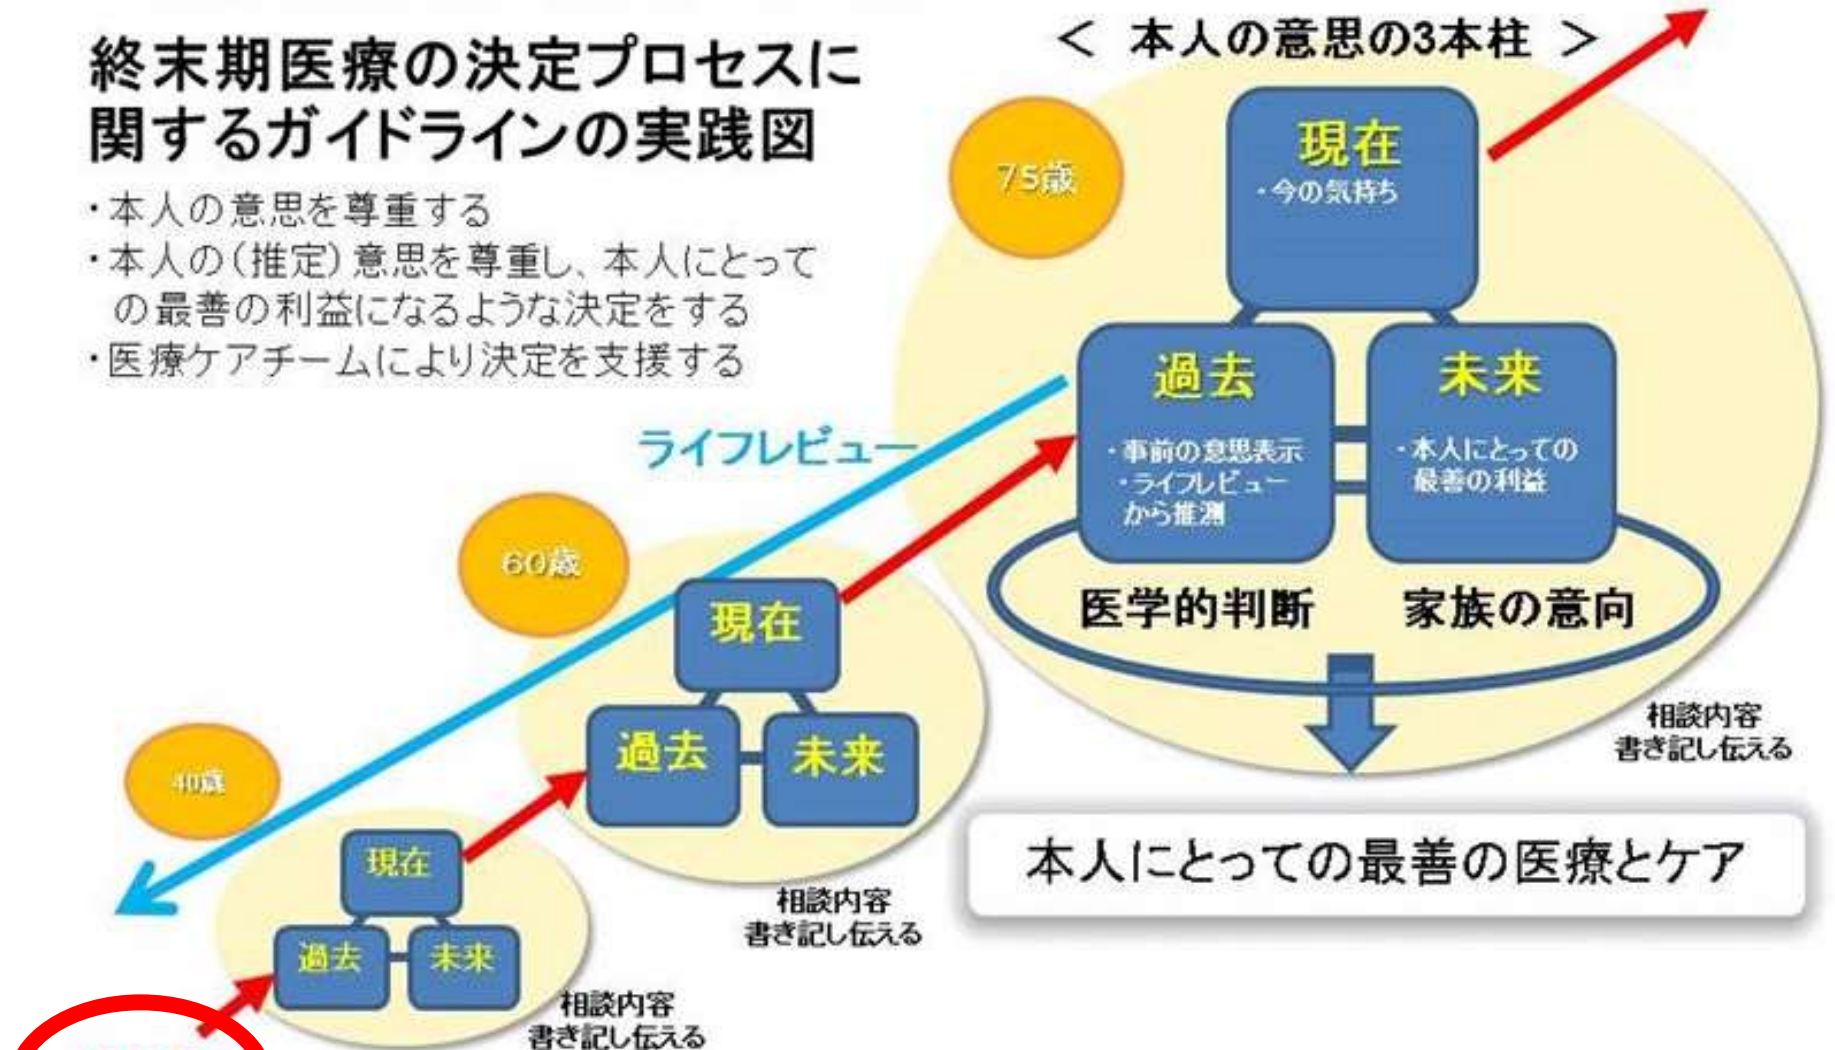 終末期医療の決定プロセスに
関するガイドラインの実践図
・本人の意思を尊重する
・本人の(推定)意思を尊重し、本人にとって
の最善の利益になるような決定をする
・医療ケアチームにより決定を支援する
＜ 本人の意思の3本柱 ＞
75歳
現在
・今の気持ち
過去
・事前の意思表示
・ライフレビュー
から推測
未来
・本人にとっての
最善の利益
医学的判断
家族の意向
相談内容
書き記し伝える
本人にとっての最善の医療とケア
ライフレビュー
60歳
現在
過去
未来
相談内容
書き記し伝える
40歳
現在
過去
未来
相談内容
書き記し伝える